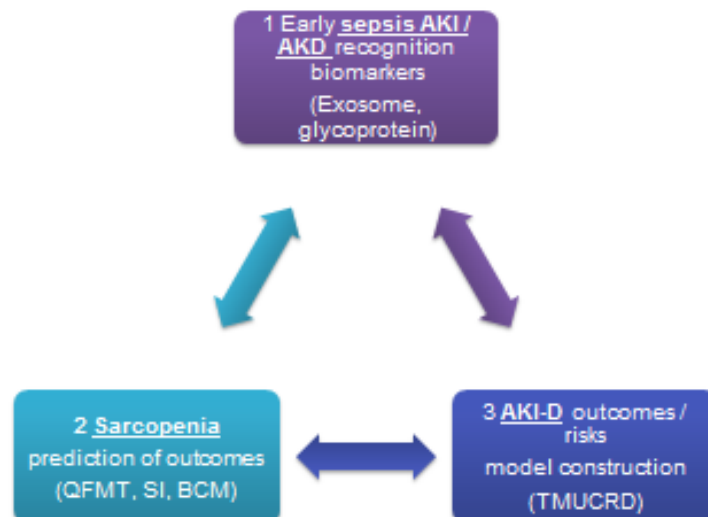 1 Early sepsis AKI /
AKD recognition
biomarkers
(Exosome,
glycoprotein)
2 Sarcopenia
prediction of outcomes
(QFMT, SI, BCM)
3 AKI-D outcomes /
risks
model construction
(TMUCRD)